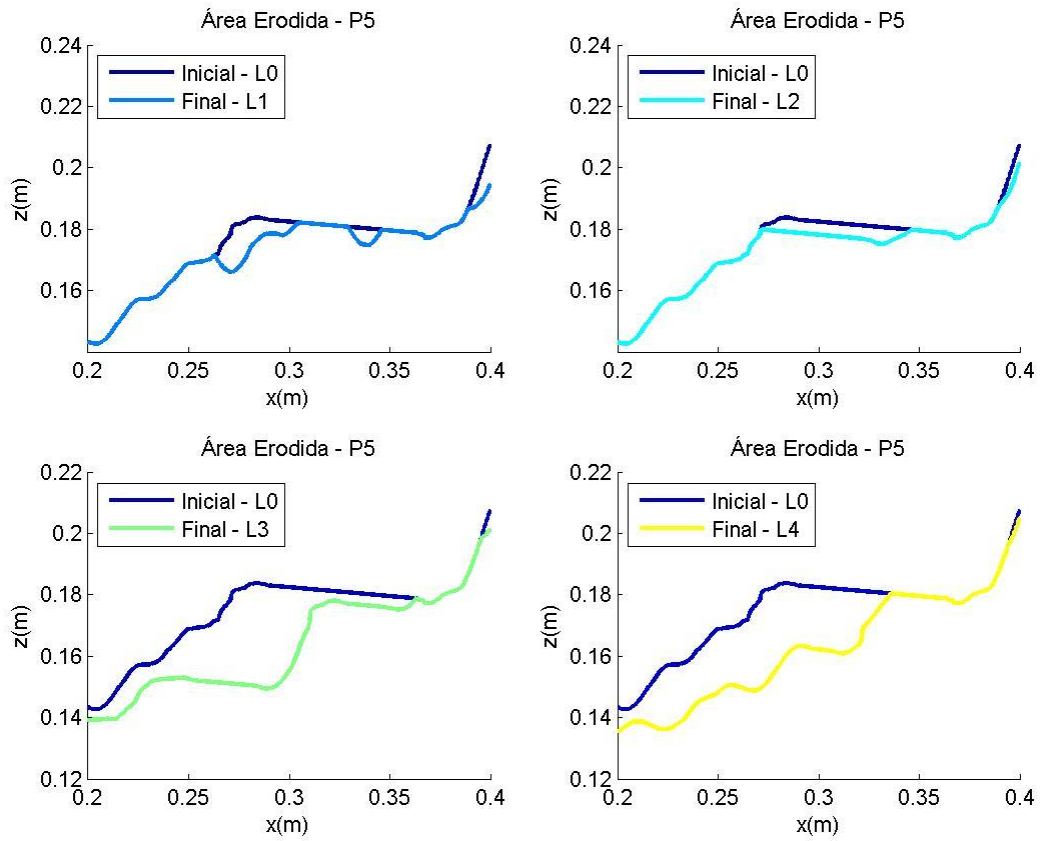 Área Erodida - P5
0.24
0.22
0.2
0.18
0.16
z(m)
Inicial - L0
Final - L1
0.2 0.25 0.3 0.35 0.4
x(m)
Área Erodida - P5
0.24
0.22
0.2
0.18
0.16
z(m)
Inicial - L0
Final - L2
0.2 0.25 0.3 0.35 0.4
x(m)
Área Erodida - P5
0.22
0.2
0.18
0.16
0.14
0.12
z(m)
Inicial - L0
Final - L3
0.2 0.25 0.3 0.35 0.4
x(m)
Área Erodida - P5
0.22
0.2
0.18
0.16
0.14
0.12
z(m)
Inicial - L0
Final - L4
0.2 0.25 0.3 0.35 0.4
x(m)